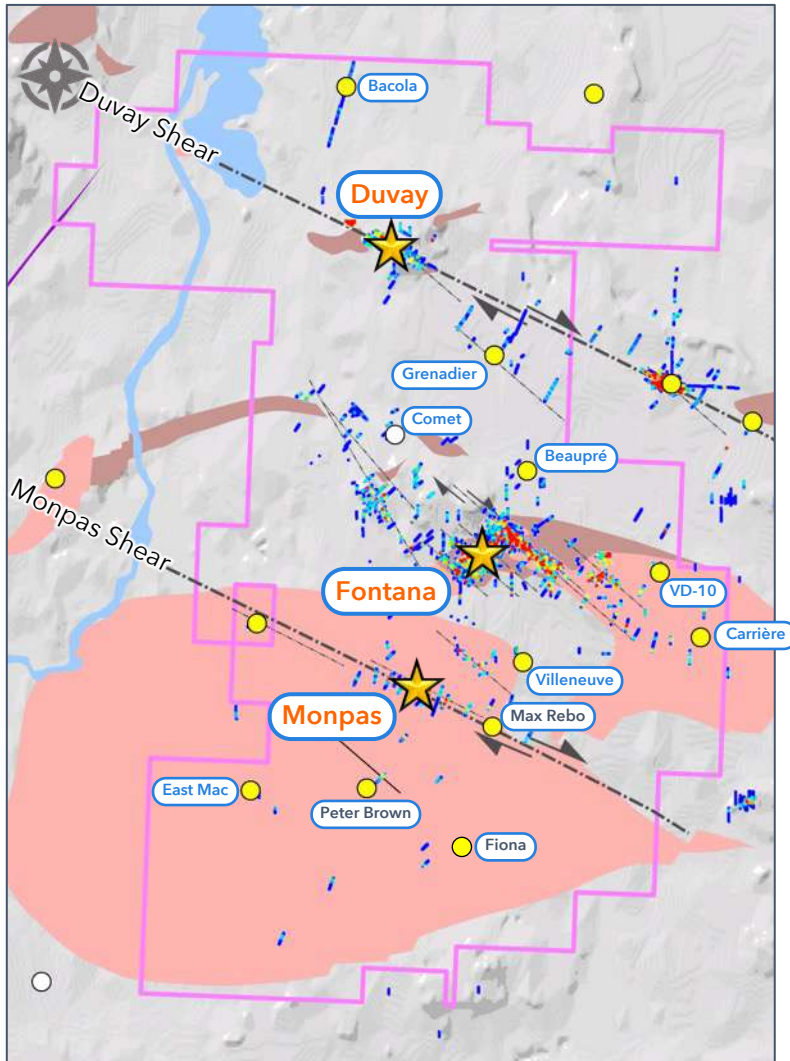 Bacola
Duvay Shear
Duvay
Grenadier
Comet
Beaupré
Monpas Shear
Fontana
VD-10
Carrière
Villeneuve
Monpas
Max Rebo
East Mac
Peter Brown
Fiona